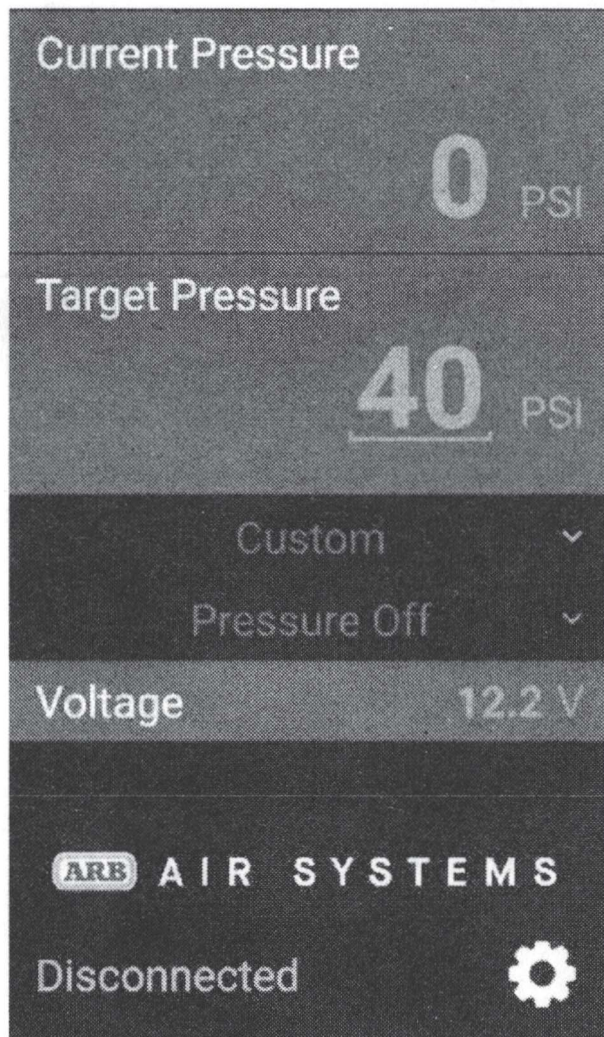 Current Pressure
0 PSI
Target Pressure
40 PSI
Custom
Pressure Off
Voltage 12.2 V
ARB AIR SYSTEMS
Disconnected